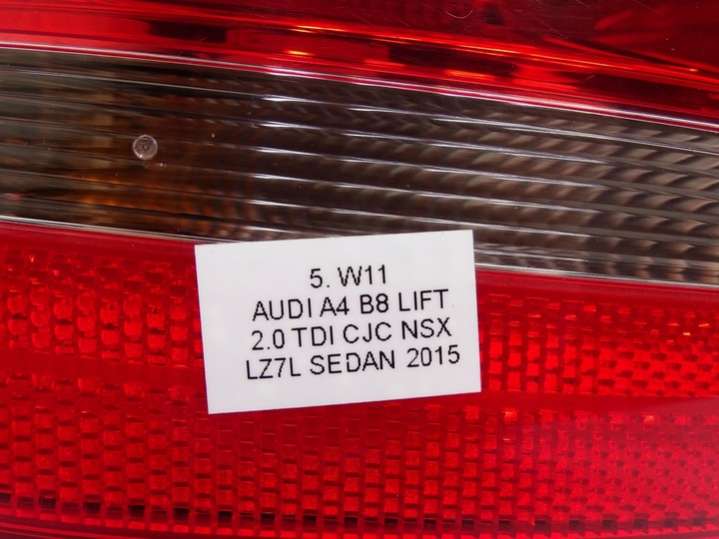 5. W11
AUDI A4 B8 LIFT
2.0 TDI CJC NSX
LZ7L SEDAN 2015